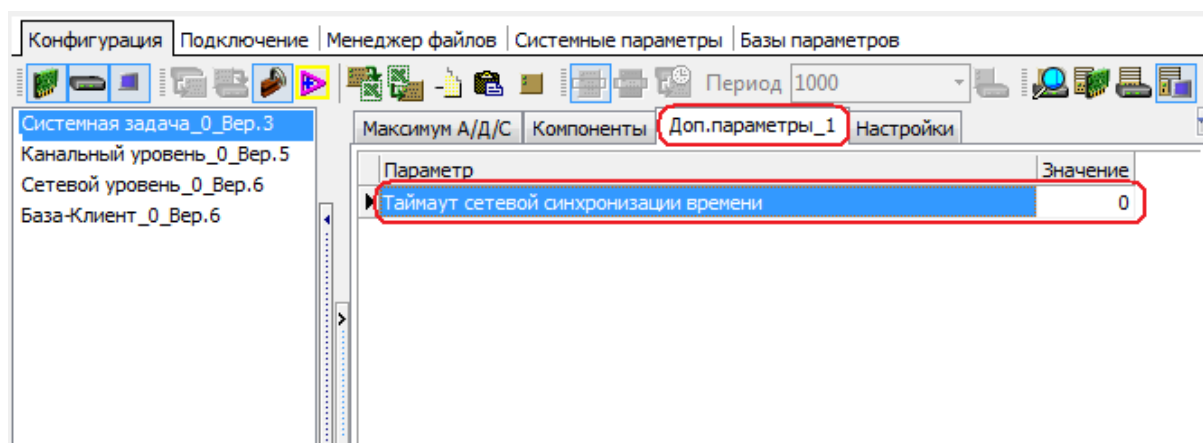 Конфигурация Подключение Менеджер файлов Системные параметры Базы параметров
Период 1000
Системная задача_0_Вер.3
Канальный уровень_0_Вер.5
Сетевой уровень_0_Вер.6
База-Клиент_0_Вер.6
Максимум А/Д/С Компоненты Доп.параметры_1 Настройки
Параметр Значение
Таймаут сетевой синхронизации времени 0